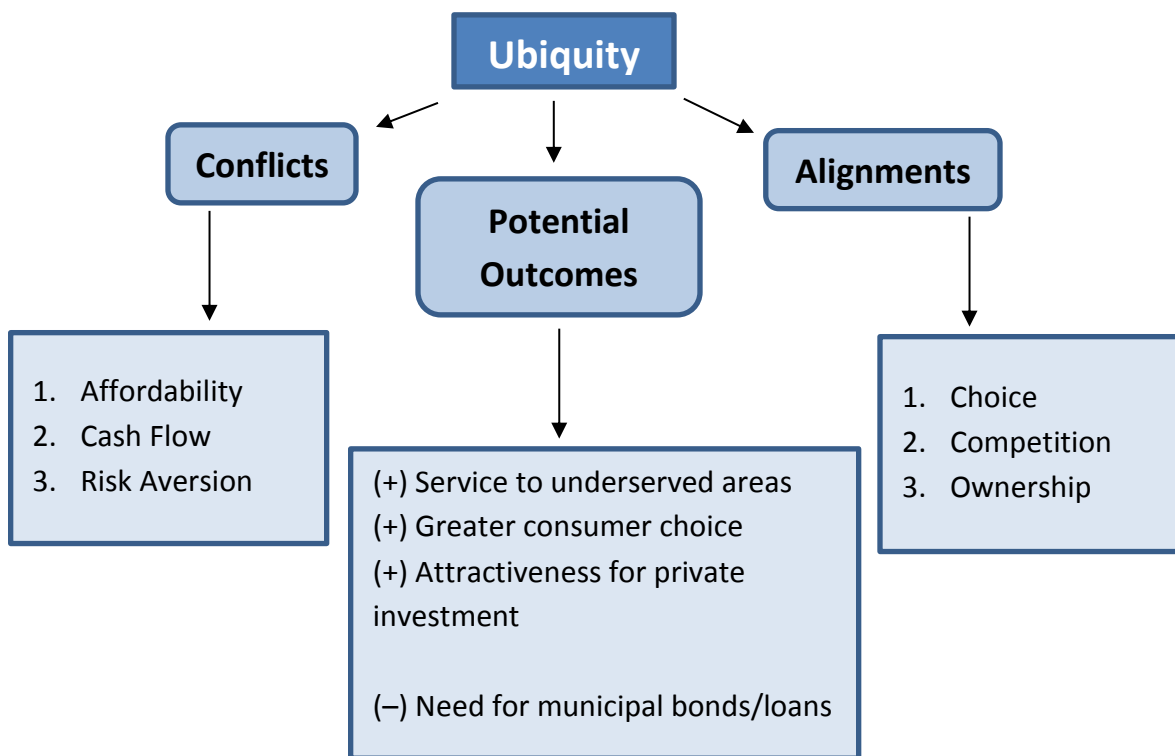 Ubiquity
Conflicts
Potential
Outcomes
Alignments
1. Affordability
2. Cash Flow
3. Risk Aversion
(+) Service to underserved areas
(+) Greater consumer choice
(+) Attractiveness for private
investment
(–) Need for municipal bonds/loans
1. Choice
2. Competition
3. Ownership